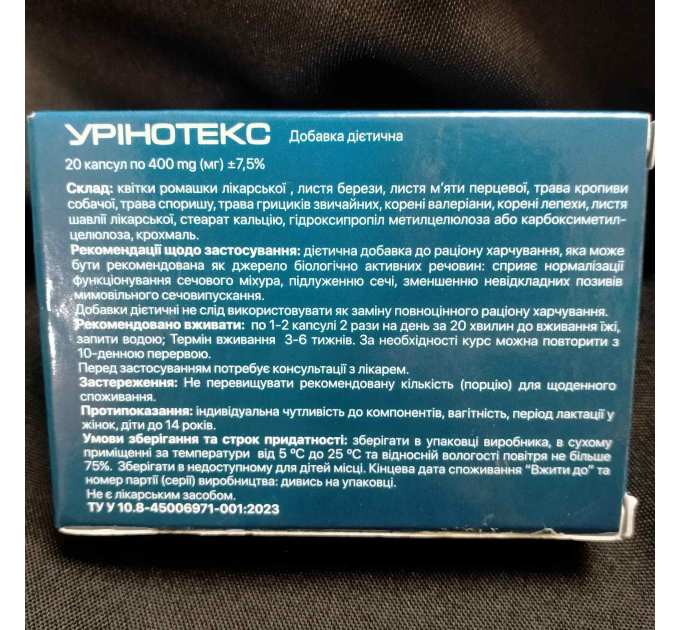 УРІНОТЕКС Добавка дієтична
20 капсул по 400 mg (мг) ±7,5%
Склад: квітки ромашки лікарської , листя берези, листя м’яти перцевої, трава кропиви
собачої, трава споришу, трава грициків звичайних, корені валеріани, корені лепехи, листя
шавлії лікарської, стеарат кальцію, гідроксипропіл метилцелюлоза або карбоксиметил-
целюлоза, крохмаль.
Рекомендації щодо застосування: дієтична добавка до раціону харчування, яка може
бути рекомендована як джерело біологічно активних речовин: сприяє нормалізації
функціонування сечового міхура, підлуженню сечі, зменшенню невідкладних позивів
мимовільного сечовипускання.
Добавки дієтичні не слід використовувати як заміну повноцінного раціону харчування.
Рекомендовано вживати: по 1-2 капсулі 2 рази на день за 20 хвилин до вживання їжі,
запити водою; Термін вживання 3-6 тижнів. За необхідності курс можна повторити з
10-денною перервою.
Перед застосуванням потребує консультації з лікарем.
Застереження: Не перевищувати рекомендовану кількість (порцію) для щоденного
споживання.
Протипоказання: індивідуальна чутливість до компонентів, вагітність, період лактації у
жінок, діти до 14 років.
Умови зберігання та строк придатності: зберігати в упаковці виробника, в сухому
приміщенні за температури від 5 ºС до 25 ºС та відносній вологості повітря не більше
75%. Зберігати в недоступному для дітей місці. Кінцева дата споживання “Вжити до” та
номер партії (серії) виробництва: дивись на упаковці.
Не є лікарським засобом.
ТУ У 10.8-45006971-001:2023